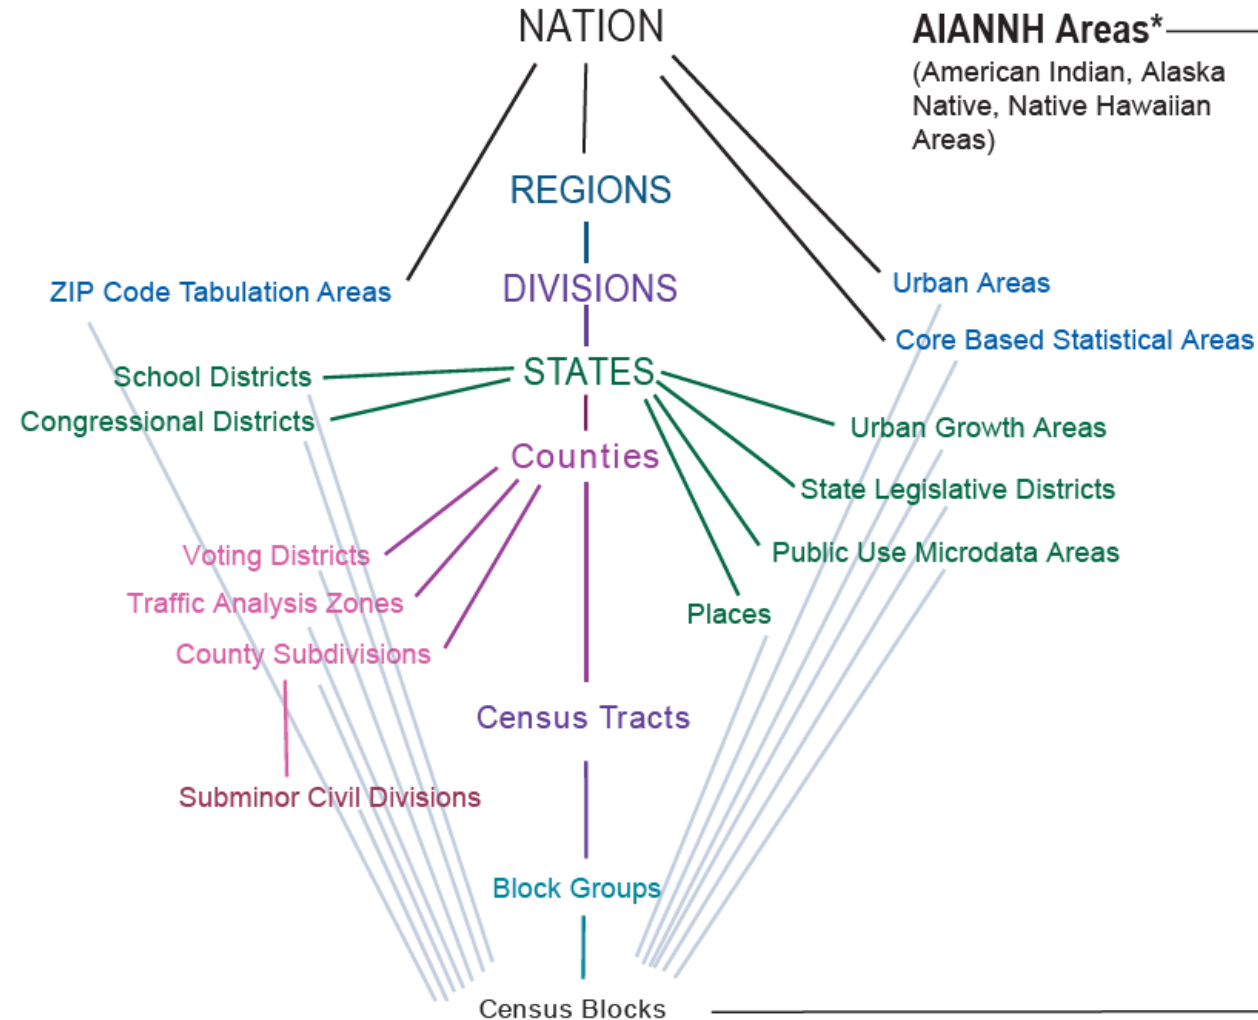 NATION
AIANNH Areas*
(American Indian, Alaska
Native, Native Hawaiian
Areas)
REGIONS
ZIP Code Tabulation Areas
DIVISIONS
Urban Areas
Core Based Statistical Areas
School Districts
STATES
Congressional Districts
Urban Growth Areas
Counties
State Legislative Districts
Voting Districts
Public Use Microdata Areas
Traffic Analysis Zones
Places
County Subdivisions
Census Tracts
Subminor Civil Divisions
Block Groups
Census Blocks